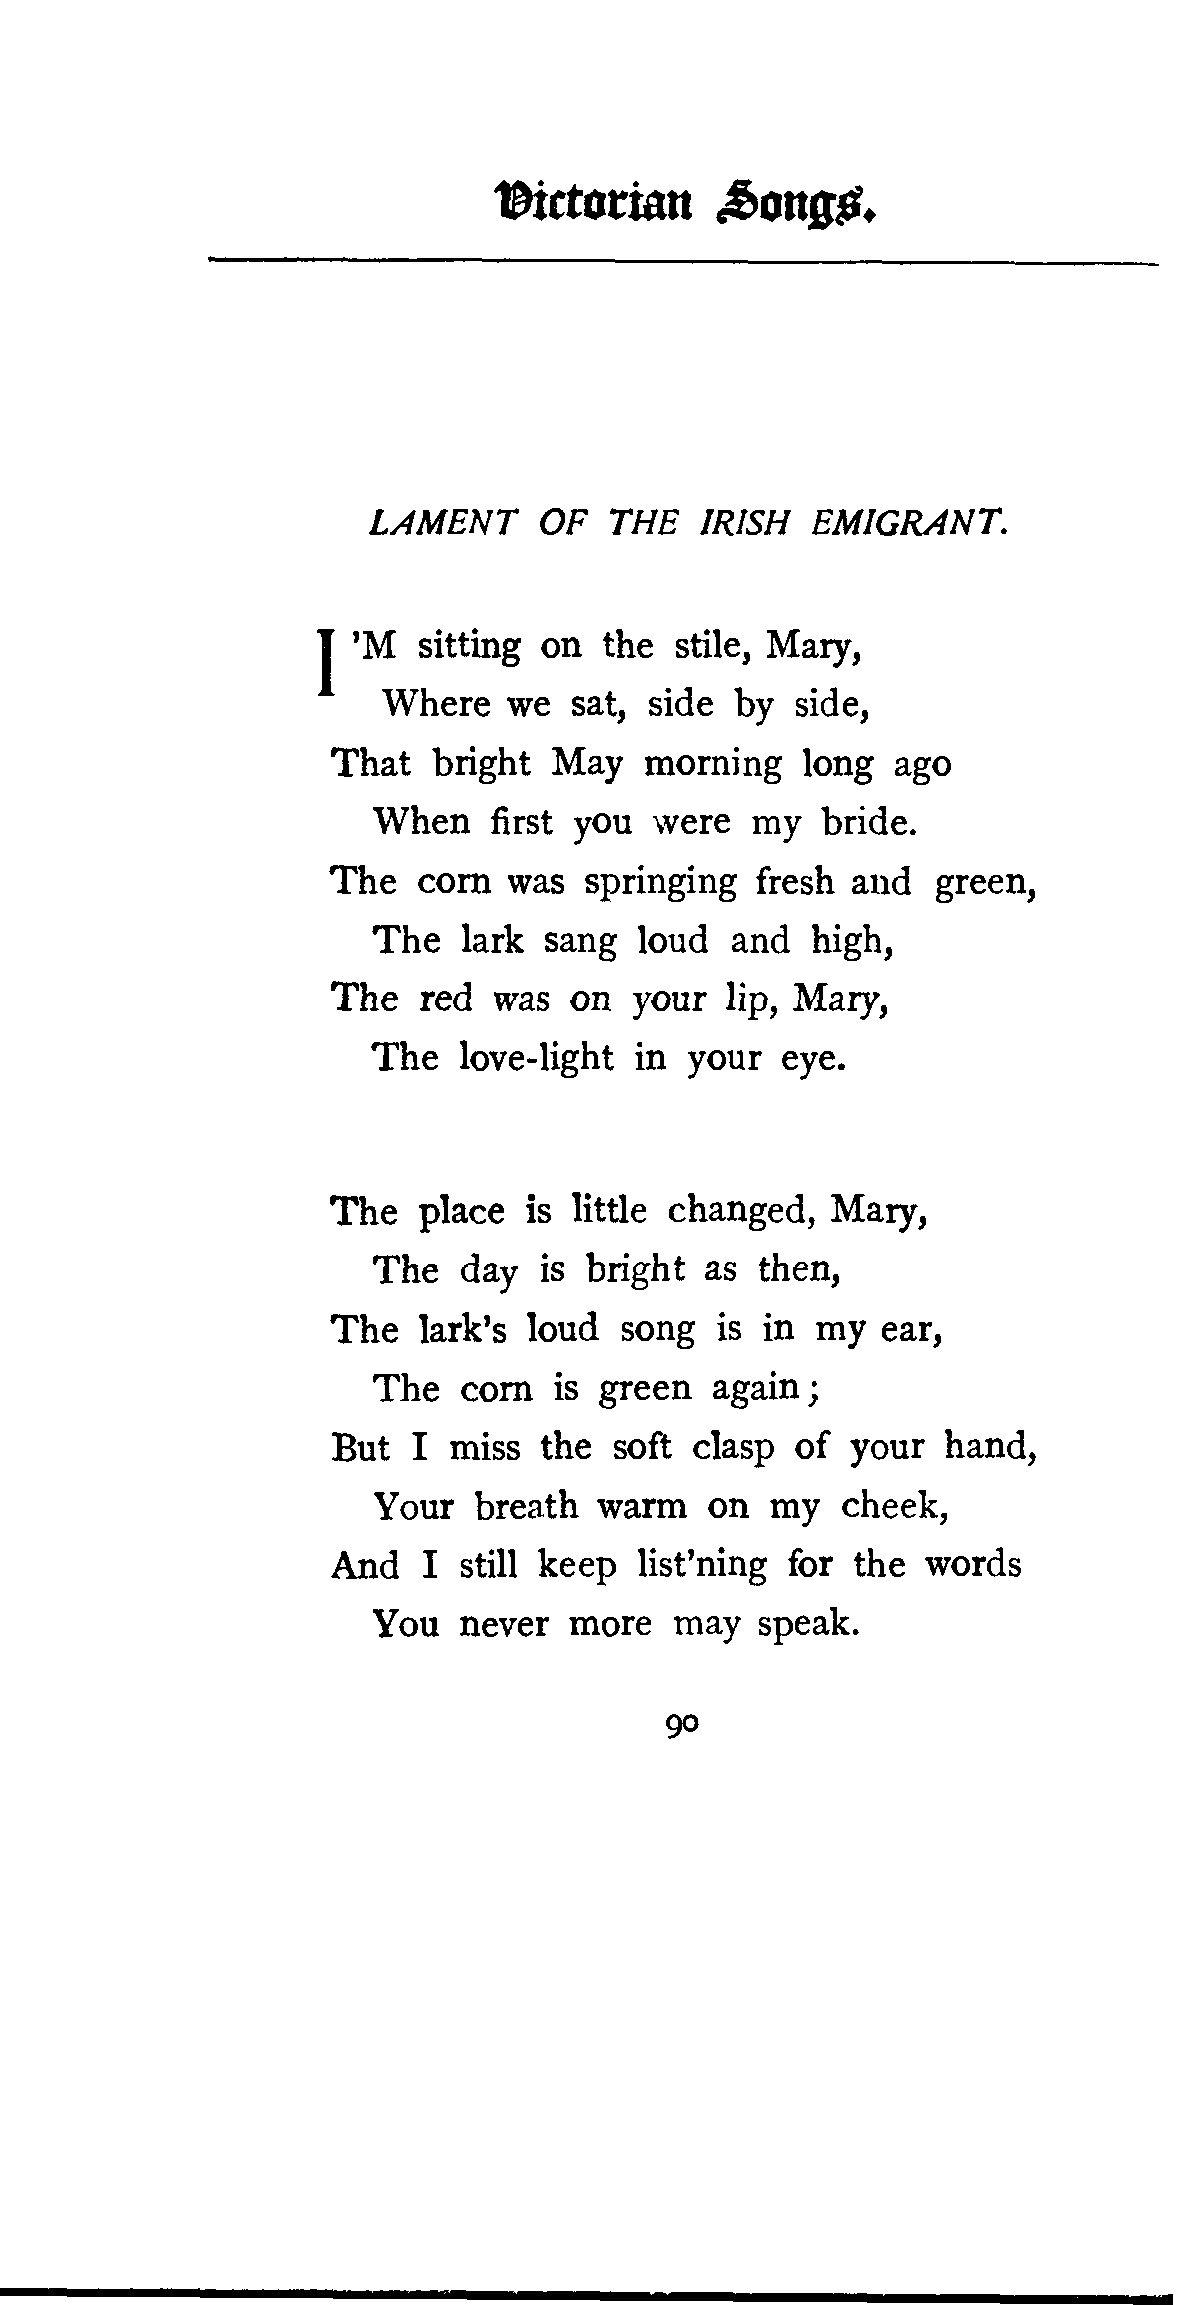 Victorian Songs.
LAMENT OF THE IRISH EMIGRANT.
I'M sitting on the stile, Mary,
Where we sat, side by side,
That bright May morning long ago
When first you were my bride.
The corn was springing fresh and green,
The lark sang loud and high,
The red was on your lip, Mary,
The love-light in your eye.
The place is little changed, Mary,
The day is bright as then,
The lark's loud song is in my ear,
The corn is green again;
But I miss the soft clasp of your hand,
Your breath warm on my cheek,
And I still keep list'ning for the words
You never more may speak.
90